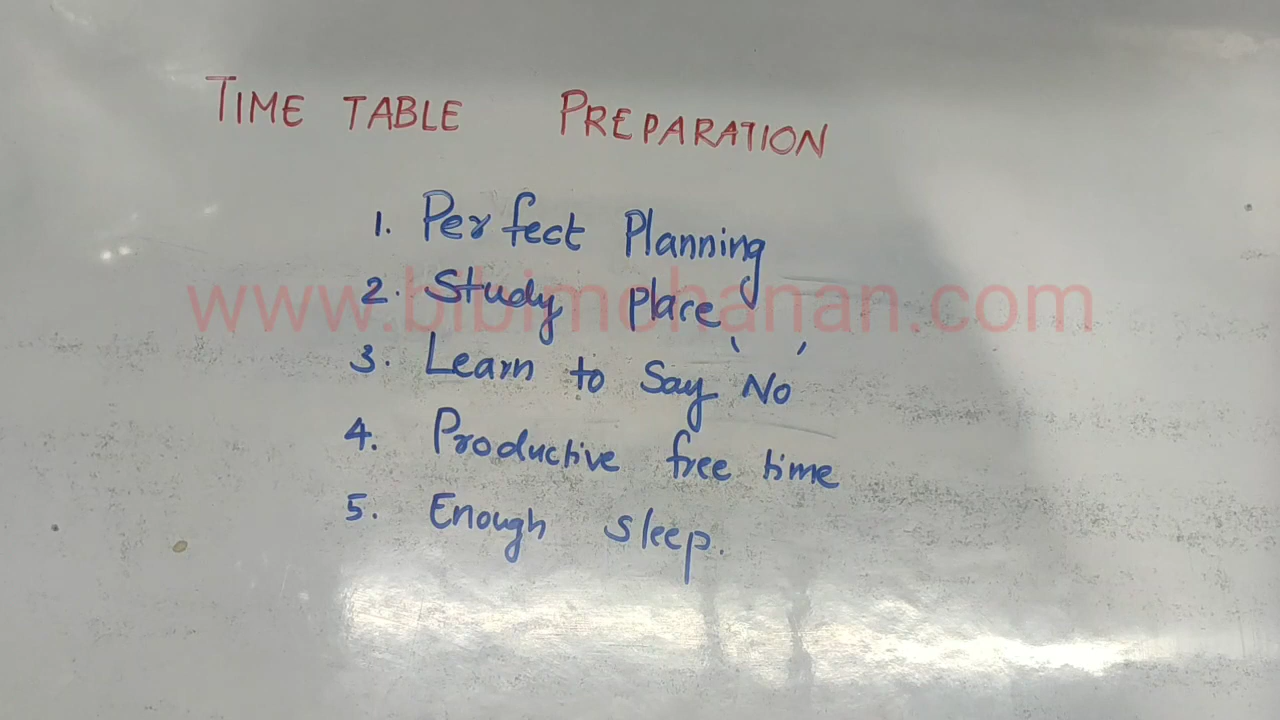 TIME TABLE PREPARATION
1. Perfect Planning
www.bibimohanan.com
2. Study place
3. Learn to Say 'No'
4. Productive free time
5. Enough sleep.